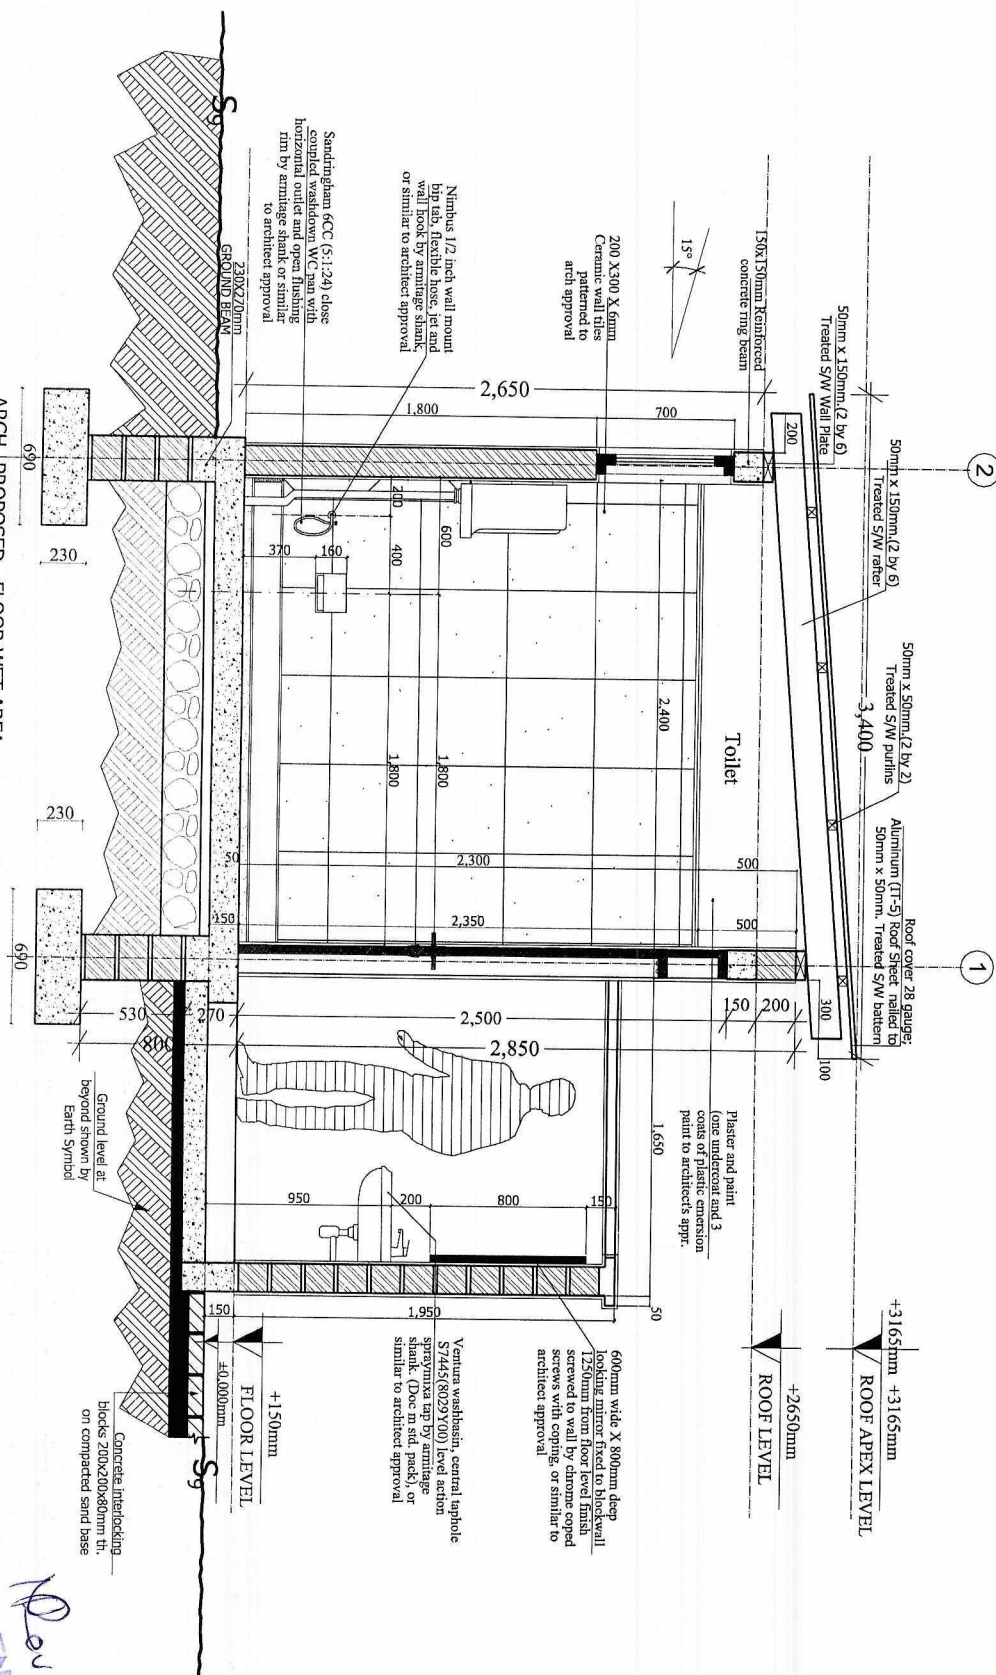 2
1
50mm x 150mm.(2 by 6)
Treated S/W Wall Plate
50mm x 150mm.(2 by 6)
Treated S/W rafter
50mm x 50mm.(2 by 2)
Treated S/W purlins
Roof cover 28 gauge;
Aluminum (IT-5) Roof Sheet nailed to
50mm x 50mm. Treated S/W battern
3,400
+3165mm +3165mm
ROOF APEX LEVEL
150x150mm Reinforced
concrete ring beam
200
300
100
+2650mm
ROOF LEVEL
15°
200 X300 X 6mm
Ceramic wall tiles
patterned to
arch approval
2,650
1,800
700
Toilet
500
500
150
200
2,400
Plaster and paint
(one undercoat and 3
coats of plastic emersion
paint to architect's appr.
1,650
50
600mm wide X 800mm deep
looking mirror fixed to blockwall
1250mm from floor level finish
screwed to wall by chrome coped
screws with coping, or similar to
architect approval
Nimbus 1/2 inch wall mount
bip tab, flexible hose, jet and
wall hook by armitage shank,
or similar to architect approval
600
1,800
200
400
1,800
2,300
2,350
2,500
2,850
950
200
800
150
1,950
Ventura washbasin, central taphole
S7445(8029Y00) level action
spraymixa tap by armitage
shank. (Doc m std. pack), or
similar to architect approval
Sandringham 6CC (5:1:24) close
coupled washdown WC pan with
horizontal outlet and open flushing
rim by armitage shank or similar
to architect approval
370
160
50
150
270
530
800
150
+150mm
FLOOR LEVEL
±0,000mm
Sg
Sg
230X270mm
GROUND BEAM
Ground level at
beyond shown by
Earth Symbol
Concrete interlocking
blocks 200x200x80mm th.
on compacted sand base
230
230
690
690